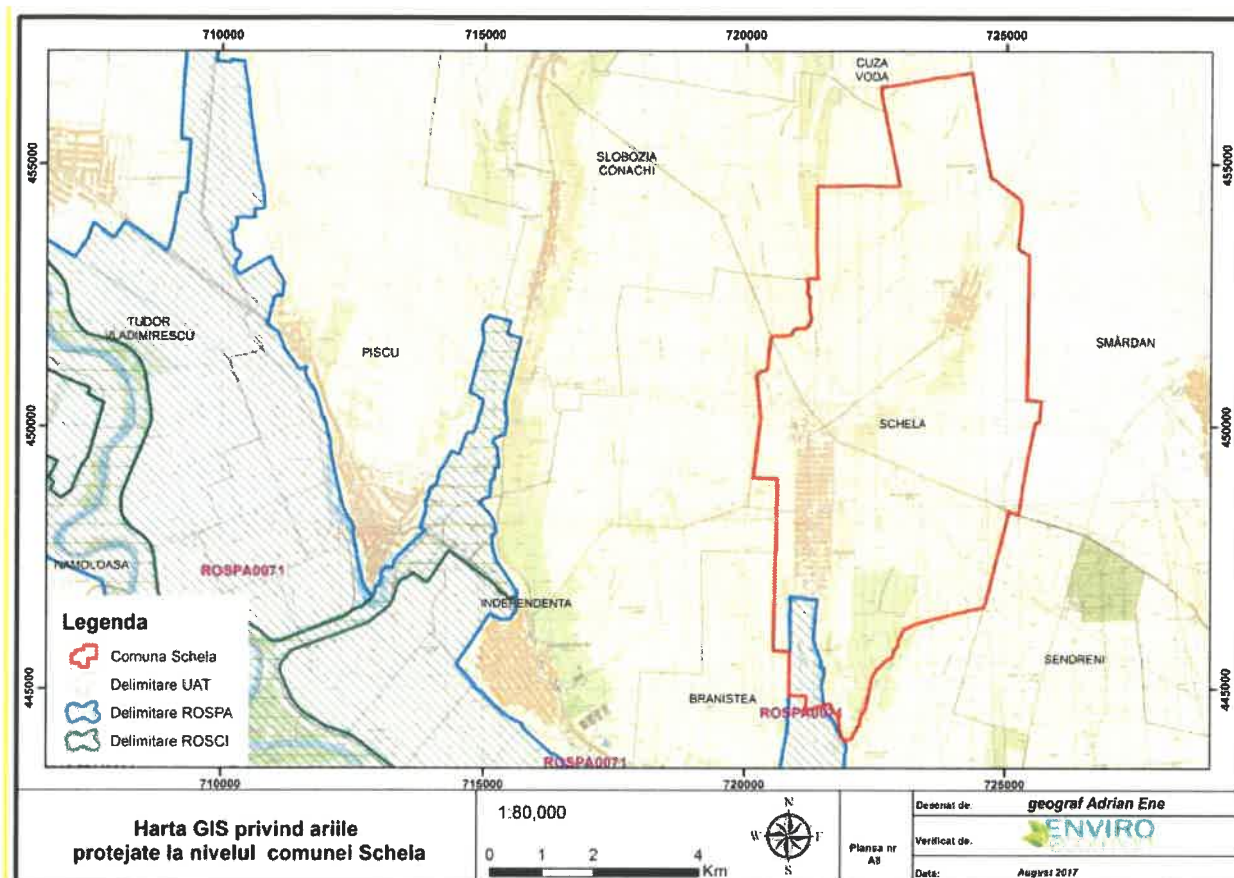 710000 715000 720000 725000
CUZA
VODA
455000 455000
SLOBOZIA
CONACHI
TUDOR
VLADIMIRESCU
PISCU
SMÂRDAN
450000 450000
SCHELA
NAMOLOASA
ROSPA0071
INDEPENDENTA
SENDRENI
BRANISTEA
445000 445000
ROSPA0071
ROSPA0071
Legenda
Comuna Schela
Delimitare UAT
Delimitare ROSPA
Delimitare ROSCI
710000 715000 720000 725000
Harta GIS privind ariile
protejate la nivelul comunei Schela
1:80,000
0 1 2 4
Km
N
S
Plansa nr
Desenat de: geograf Adrian Ene
Verificat de: ENVIRO
Data: August 2017